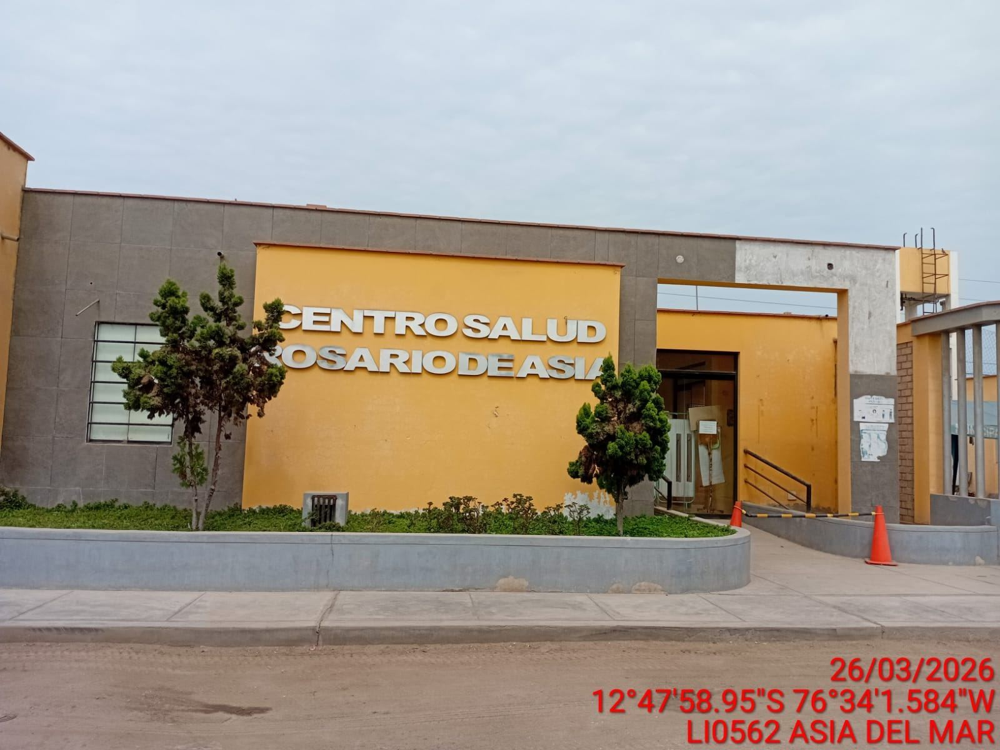 CENTRO SALUD
ROSARIO DE ASIA
26/03/2026
12°47'58.95"S 76°34'1.584"W
LI0562 ASIA DEL MAR